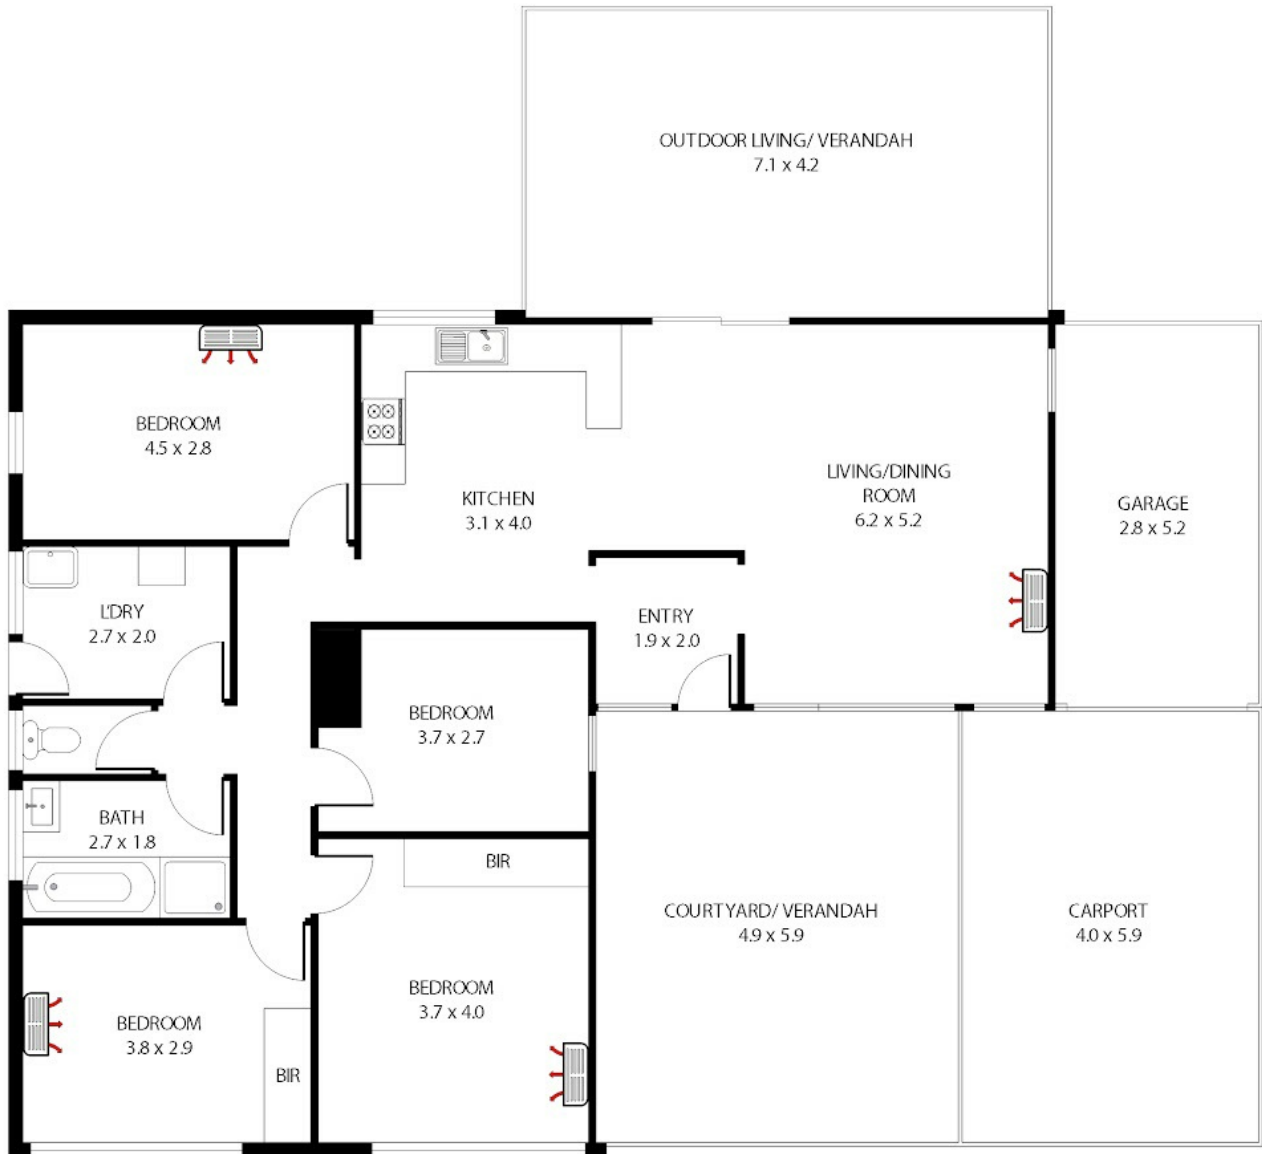 OUTDOOR LIVING/ VERANDAH
7.1 x 4.2
BEDROOM
4.5 x 2.8
KITCHEN
3.1 x 4.0
LIVING/DINING
ROOM
6.2 x 5.2
GARAGE
2.8 x 5.2
L'DRY
2.7 x 2.0
ENTRY
1.9 x 2.0
BEDROOM
3.7 x 2.7
BATH
2.7 x 1.8
BIR
COURTYARD/ VERANDAH
4.9 x 5.9
CARPORT
4.0 x 5.9
BEDROOM
3.7 x 4.0
BEDROOM
3.8 x 2.9
BIR